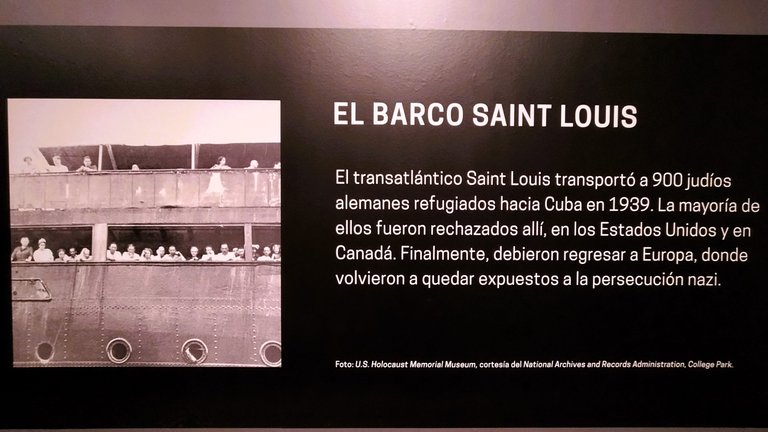 EL BARCO SAINT LOUIS
El transatlántico Saint Louis transportó a 900 judíos
alemanes refugiados hacia Cuba en 1939. La mayoría de
ellos fueron rechazados allí, en los Estados Unidos y en
Canadá. Finalmente, debieron regresar a Europa, donde
volvieron a quedar expuestos a la persecución nazi.
Foto: U.S. Holocaust Memorial Museum, cortesía del National Archives and Records Administration, College Park.